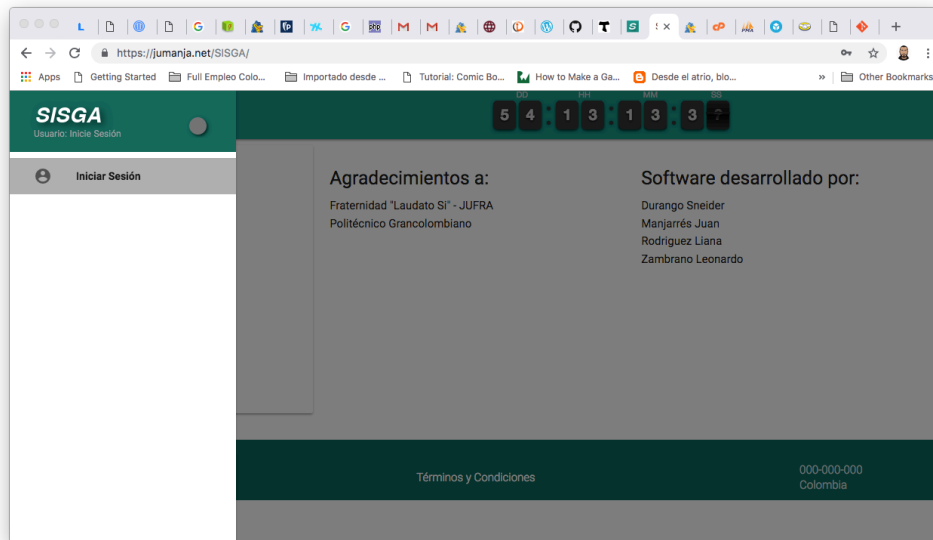 https://jumanja.net/SISGA/
Apps Getting Started Full Empleo Colo... Importado desde ... Tutorial: Comic Bo... How to Make a Ga... Desde el atrio, blo... » Other Bookmarks
SISGA
Usuario: Inicie Sesión
DD HH MM SS
5 4 : 1 3 : 1 3 : 3
Iniciar Sesión
Agradecimientos a:
Fraternidad "Laudato Si" - JUFRA
Politécnico Grancolombiano
Software desarrollado por:
Durango Sneider
Manjarrés Juan
Rodriguez Liana
Zambrano Leonardo
Términos y Condiciones
000-000-000
Colombia